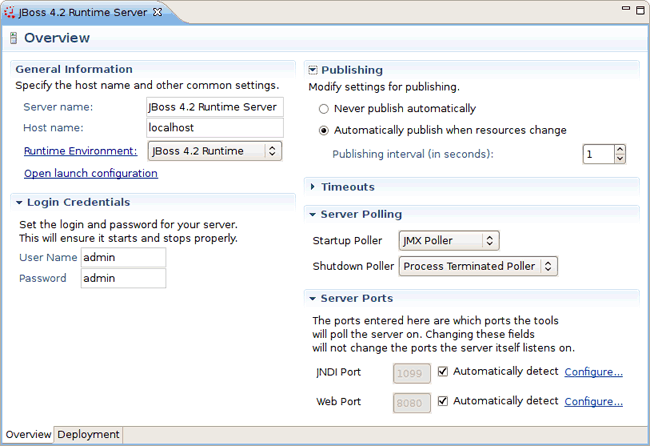 JBoss 4.2 Runtime Server
Overview
General Information
Specify the host name and other common settings.
Server name: JBoss 4.2 Runtime Server
Host name: localhost
Runtime Environment: JBoss 4.2 Runtime
Open launch configuration
Login Credentials
Set the login and password for your server.
This will ensure it starts and stops properly.
User Name admin
Password admin
Publishing
Modify settings for publishing.
Never publish automatically
Automatically publish when resources change
Publishing interval (in seconds): 1
Timeouts
Server Polling
Startup Poller JMX Poller
Shutdown Poller Process Terminated Poller
Server Ports
The ports entered here are which ports the tools
will poll the server on. Changing these fields
will not change the ports the server itself listens on.
JNDI Port 1099 Automatically detect Configure...
Web Port 8080 Automatically detect Configure...
Overview Deployment